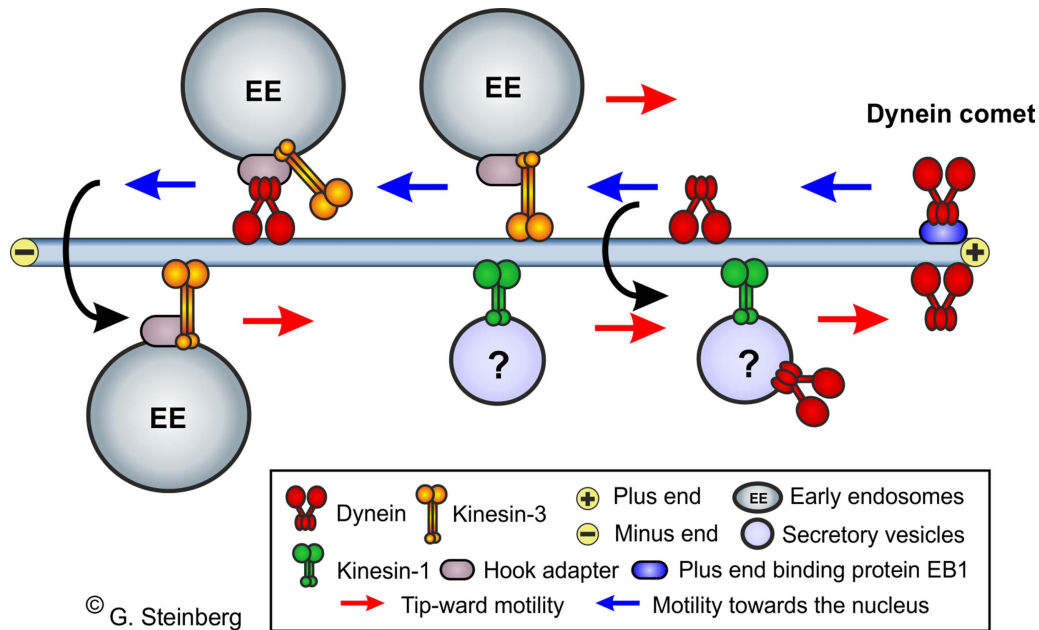 EE
EE
Dynein comet
−
+
?
?
EE
Dynein
Kinesin-3
+ Plus end
− Minus end
EE Early endosomes
Secretory vesicles
Kinesin-1
Hook adapter
Plus end binding protein EB1
Tip-ward motility
Motility towards the nucleus
© G. Steinberg